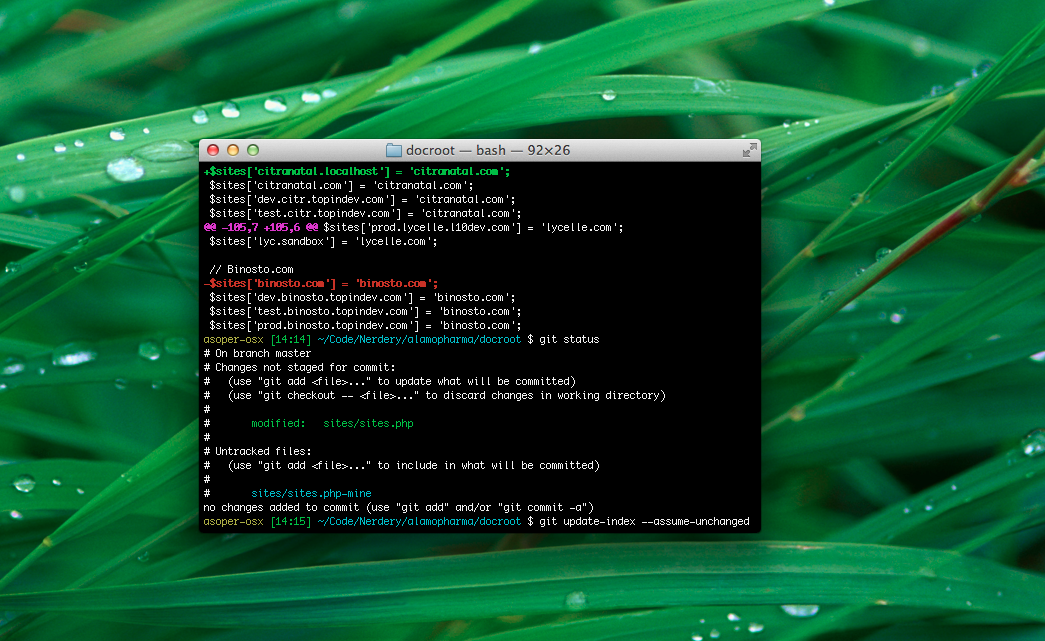 docroot — bash — 92×26
+$sites['citranatal.localhost'] = 'citranatal.com';
 $sites['citranatal.com'] = 'citranatal.com';
 $sites['dev.citr.topindev.com'] = 'citranatal.com';
 $sites['test.citr.topindev.com'] = 'citranatal.com';
@@ -105,7 +105,6 @@ $sites['prod.lycelle.l10dev.com'] = 'lycelle.com';
 $sites['lyc.sandbox'] = 'lycelle.com';
 // Binosto.com
-$sites['binosto.com'] = 'binosto.com';
 $sites['dev.binosto.topindev.com'] = 'binosto.com';
 $sites['test.binosto.topindev.com'] = 'binosto.com';
 $sites['prod.binosto.topindev.com'] = 'binosto.com';
asoper-osx [14:14] ~/Code/Nerdery/alamopharma/docroot $ git status
# On branch master
# Changes not staged for commit:
#   (use "git add <file>..." to update what will be committed)
#   (use "git checkout -- <file>..." to discard changes in working directory)
#
#       modified:   sites/sites.php
#
# Untracked files:
#   (use "git add <file>..." to include in what will be committed)
#
#       sites/sites.php-mine
no changes added to commit (use "git add" and/or "git commit -a")
asoper-osx [14:15] ~/Code/Nerdery/alamopharma/docroot $ git update-index --assume-unchanged